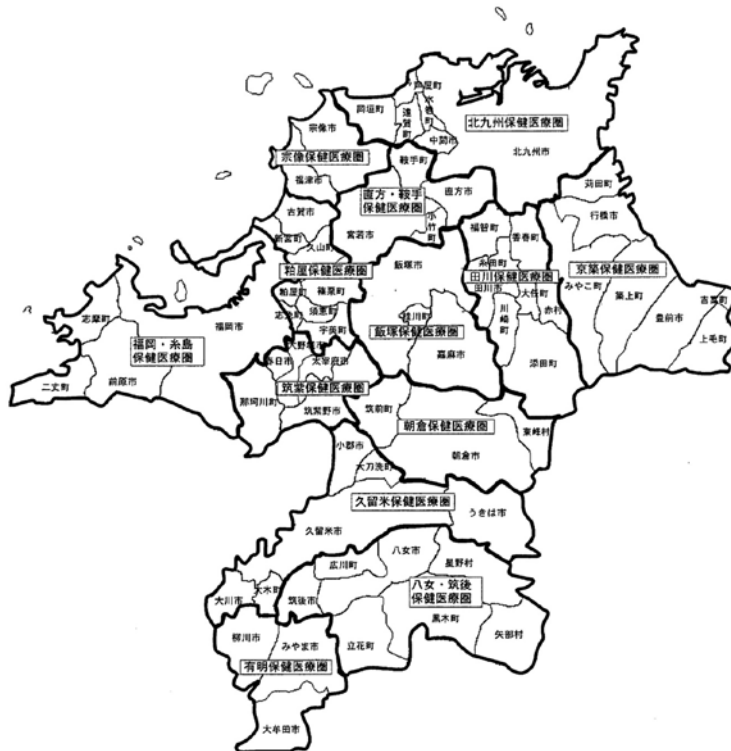 芦屋町
岡垣町
水巻町
遠賀町
北九州保健医療圏
宗像市
中間市
北九州市
宗像保健医療圏
鞍手町
福津市
直方・鞍手
保健医療圏
直方市
苅田町
古賀市
小竹町
行橋市
新宮町
久山町
宮若市
福智町
香春町
粕屋保健医療圏
飯塚市
糸田町
田川保健医療圏
京築保健医療圏
粕屋町
篠栗町
田川市
大任町
みやこ町
築上町
吉富町
志摩町
福岡市
志免町
須恵町
桂川町
川崎町
赤村
豊前市
宇美町
飯塚保健医療圏
上毛町
福岡・糸島
保健医療圏
大野城市
春日市
太宰府市
嘉麻市
添田町
二丈町
前原市
筑紫保健医療圏
那珂川町
筑紫野市
筑前町
朝倉保健医療圏
東峰村
小郡市
朝倉市
大刀洗町
久留米保健医療圏
うきは市
久留米市
八女市
広川町
星野村
大川市
大木町
筑後市
八女・筑後
保健医療圏
黒木町
柳川市
みやま市
立花町
矢部村
有明保健医療圏
大牟田市